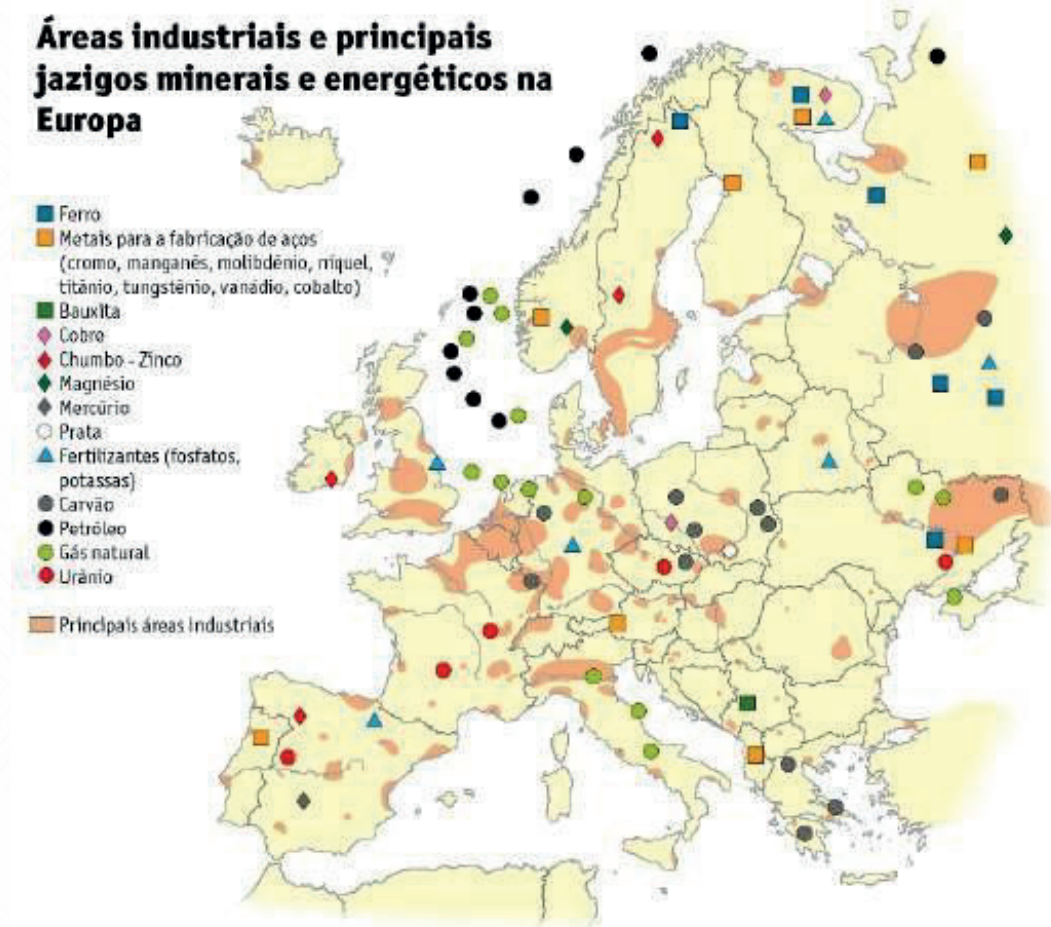 Áreas industriais e principais
jazigos minerais e energéticos na
Europa
Ferro
Metais para a fabricação de aços
(cromo, manganês, molibdénio, níquel,
titânio, tungsténio, vanádio, cobalto)
Bauxita
Cobre
Chumbo - Zinco
Magnésio
Mercúrio
Prata
Fertilizantes (fosfatos,
potassas)
Carvão
Petróleo
Gás natural
Urânio
Principais áreas industriais